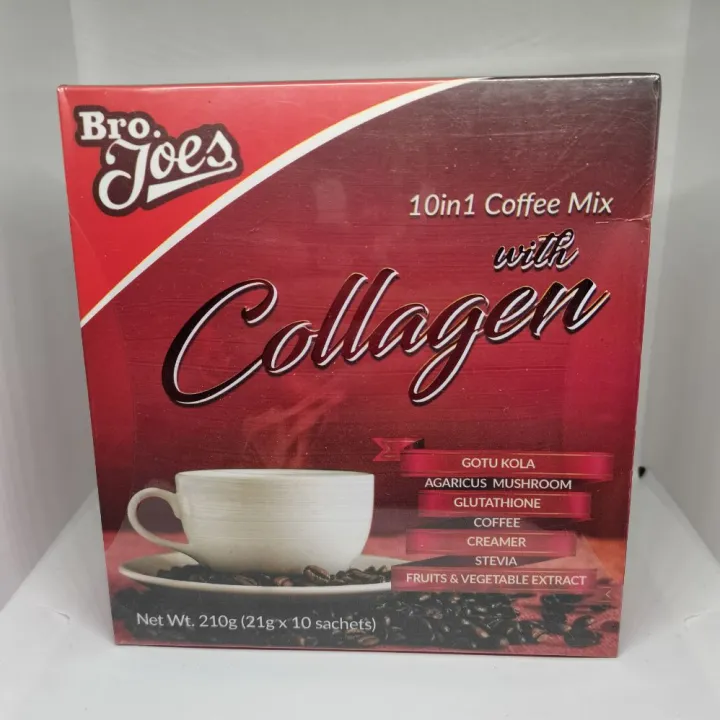 Bro.
Joes
10in1 Coffee Mix
with
Collagen
GOTU KOLA
AGARICUS MUSHROOM
GLUTATHIONE
COFFEE
CREAMER
STEVIA
FRUITS & VEGETABLE EXTRACT
Net Wt. 210g (21g x 10 sachets)